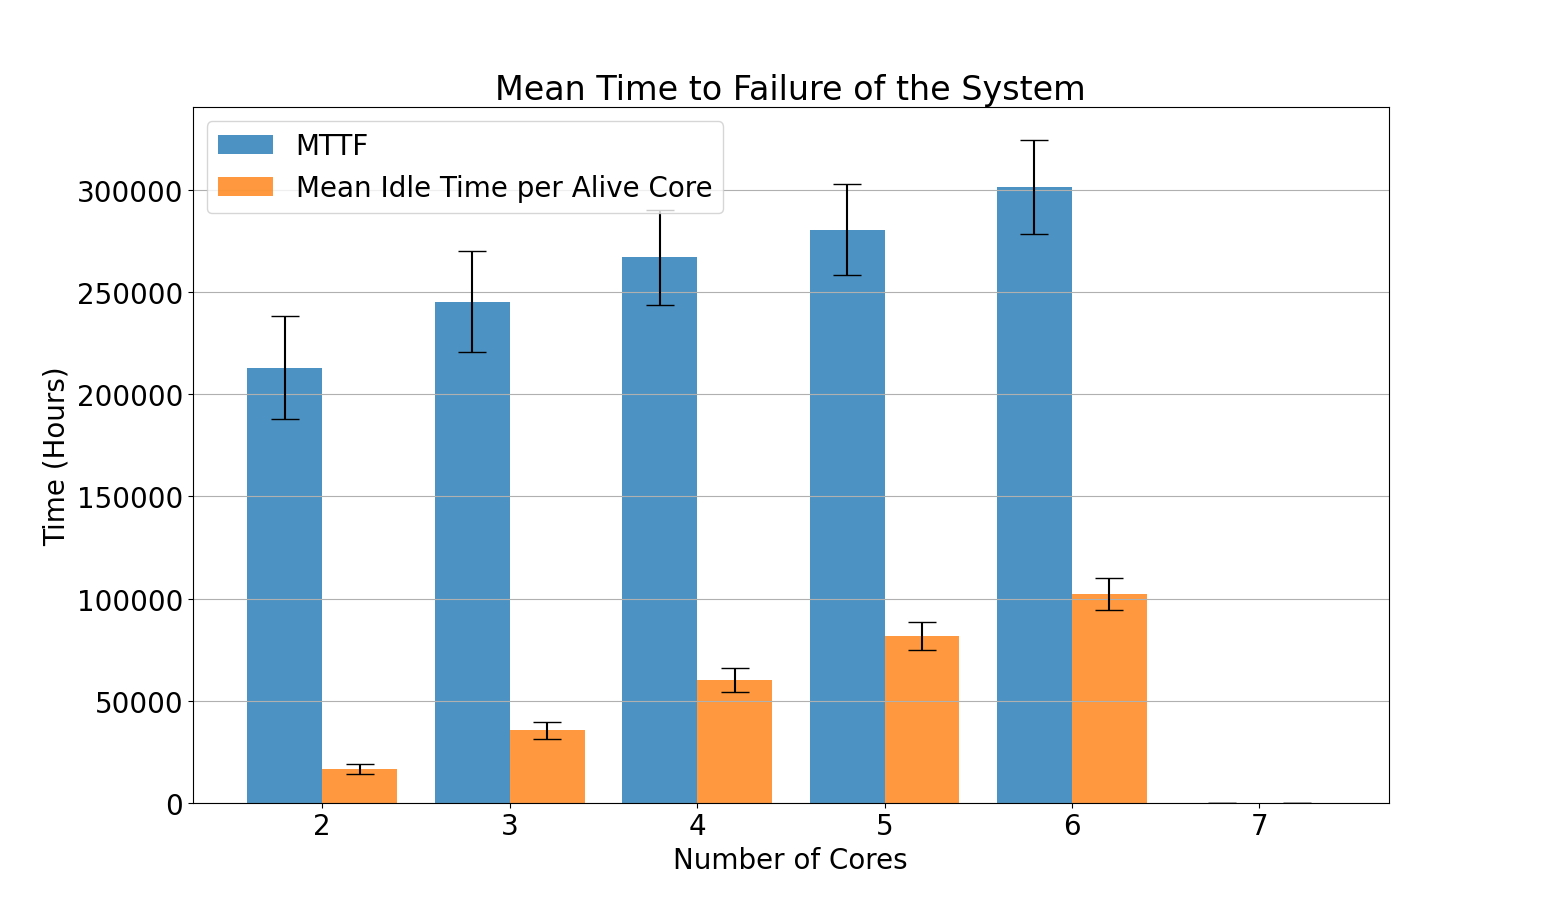 Mean Time to Failure of the System
MTTF
Mean Idle Time per Alive Core
300000
250000
200000
150000
100000
50000
0
Time (Hours)
2 3 4 5 6 7
Number of Cores